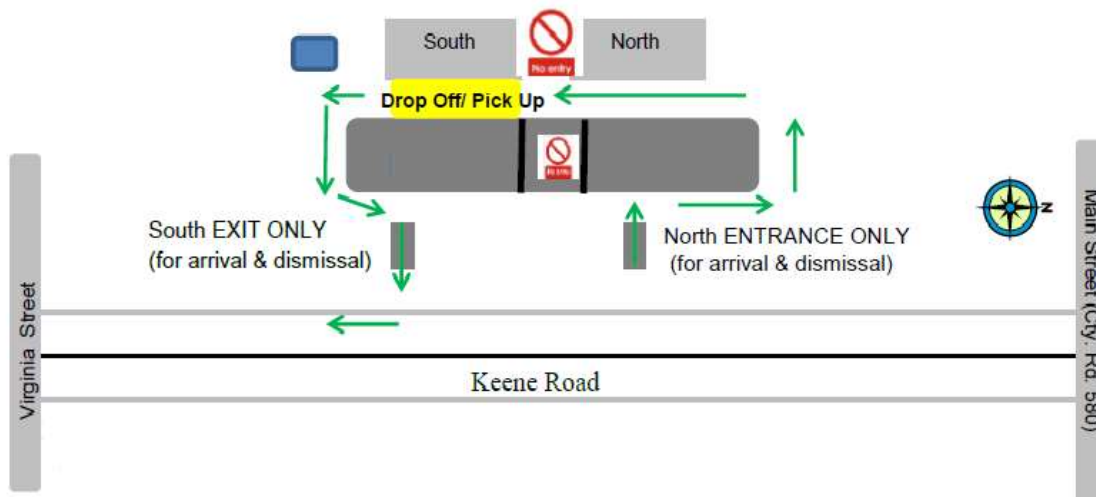 South
No entry
North
Drop Off/ Pick Up
South EXIT ONLY
(for arrival & dismissal)
North ENTRANCE ONLY
(for arrival & dismissal)
N
Virginia Street
Main Street (Cty. Rd. 580)
Keene Road